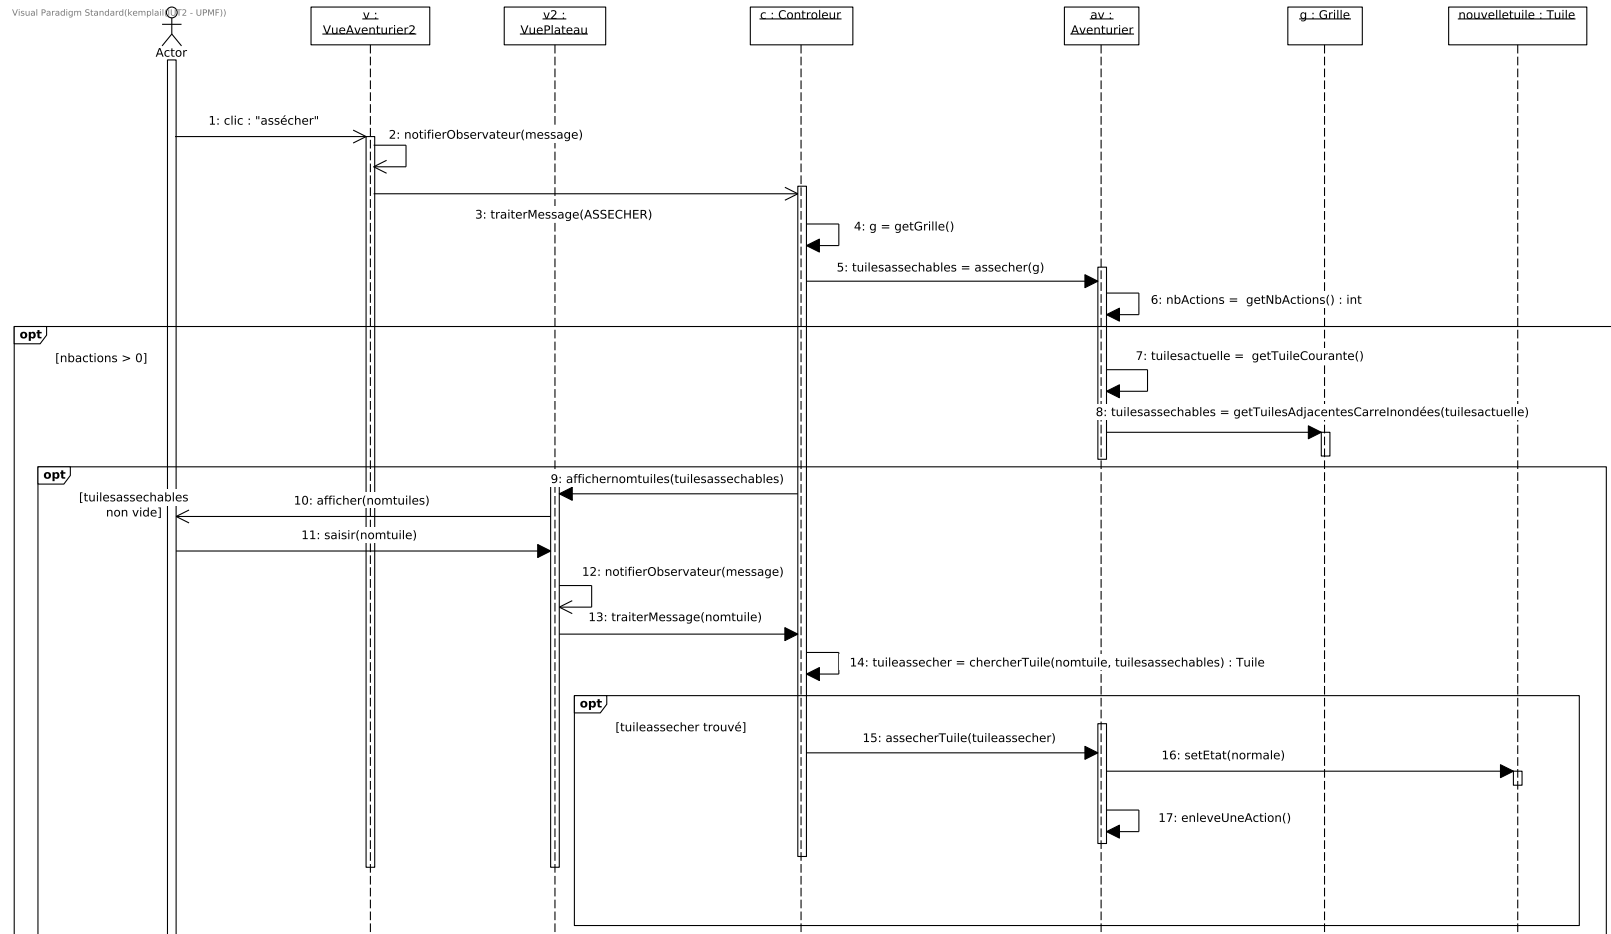 Visual Paradigm Standard(kemplail(IUT2 - UPMF))
Actor
v :
VueAventurier2
v2 :
VuePlateau
c : Controleur
av :
Aventurier
g : Grille
nouvelletuile : Tuile
1: clic : "assécher"
2: notifierObservateur(message)
3: traiterMessage(ASSECHER)
4: g = getGrille()
5: tuilesassechables = assecher(g)
6: nbActions =  getNbActions() : int
opt
[nbactions > 0]
7: tuilesactuelle =  getTuileCourante()
8: tuilesassechables = getTuilesAdjacentesCarreInondées(tuilesactuelle)
opt
[tuilesassechables
non vide]
9: affichernomtuiles(tuilesassechables)
10: afficher(nomtuiles)
11: saisir(nomtuile)
12: notifierObservateur(message)
13: traiterMessage(nomtuile)
14: tuileassecher = chercherTuile(nomtuile, tuilesassechables) : Tuile
opt
[tuileassecher trouvé]
15: assecherTuile(tuileassecher)
16: setEtat(normale)
17: enleveUneAction()